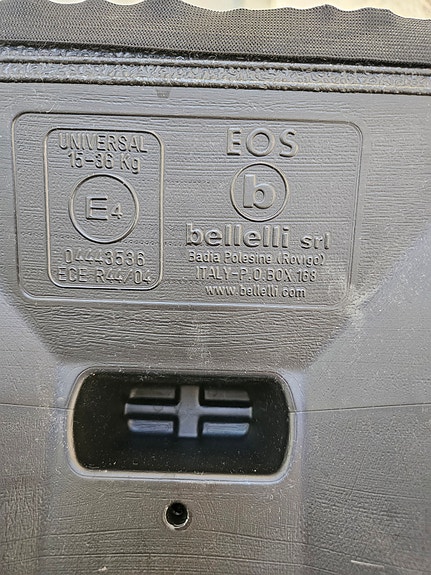 UNIVERSAL
15-36 Kg
E4
04443536
ECE R44/04
EOS
b
bellelli srl
Badia Polesine (Rovigo)
ITALY-P.O.BOX 168
www.bellelli.com